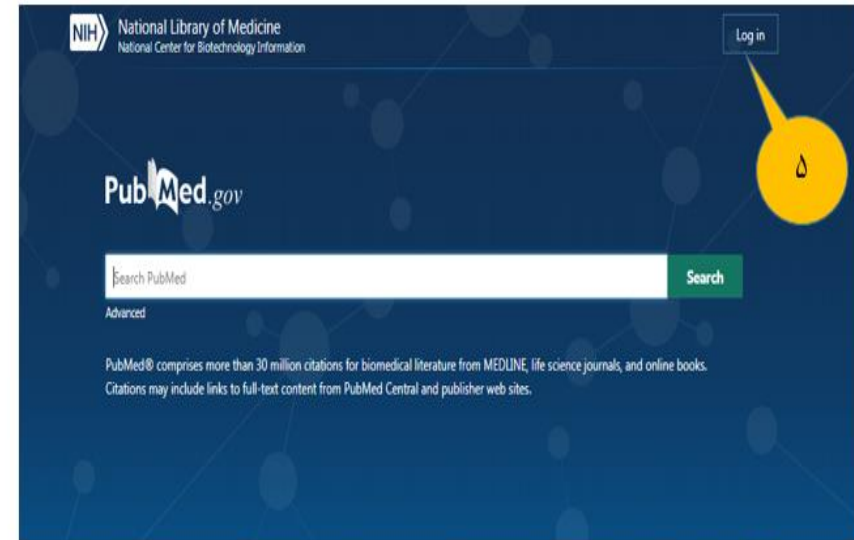 NIH National Library of Medicine
National Center for Biotechnology Information
Log in
۵
PubMed.gov
Search PubMed
Search
Advanced
PubMed® comprises more than 30 million citations for biomedical literature from MEDLINE, life science journals, and online books.
Citations may include links to full-text content from PubMed Central and publisher web sites.